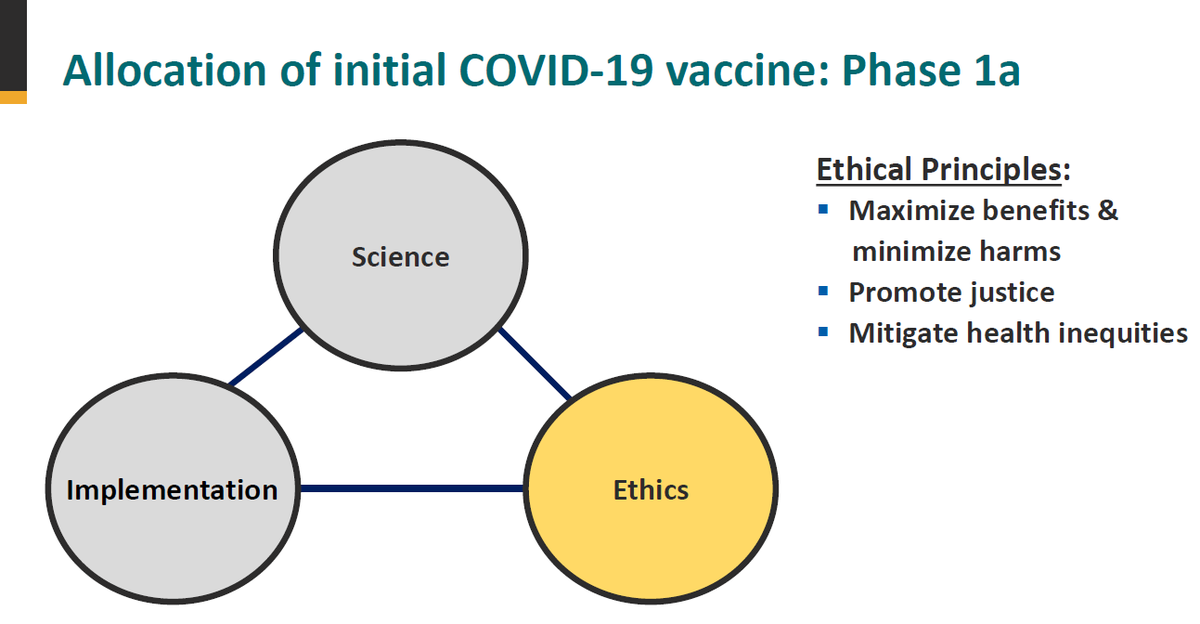 Allocation of initial COVID-19 vaccine: Phase 1a
Science
Implementation
Ethics
Ethical Principles:
▪ Maximize benefits &
minimize harms
▪ Promote justice
▪ Mitigate health inequities